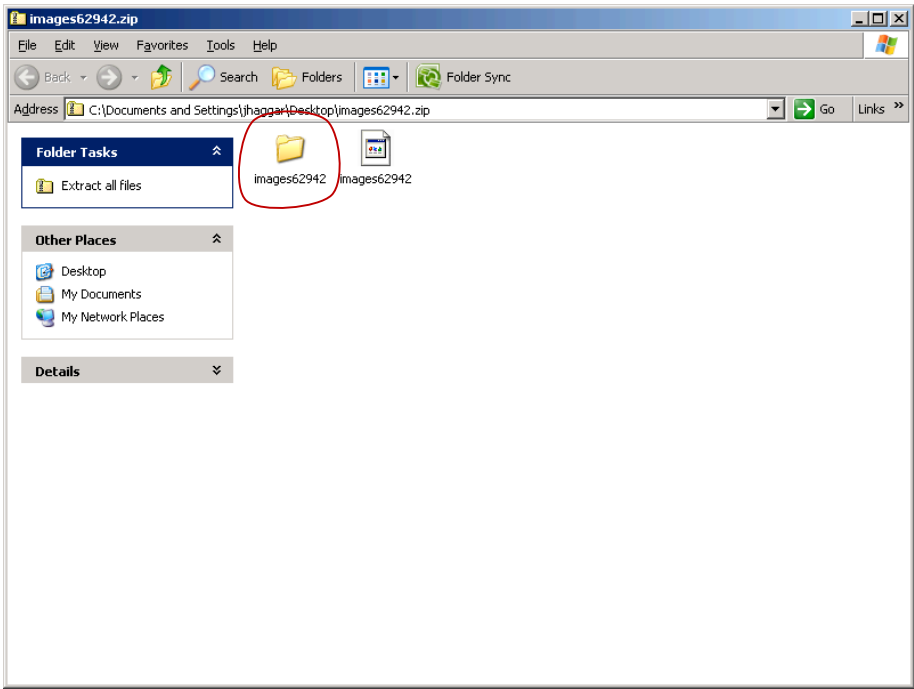 images62942.zip
File Edit View Favorites Tools Help
Back Search Folders Folder Sync
Address C:\Documents and Settings\jhaggar\Desktop\images62942.zip Go Links »
Folder Tasks
Extract all files
images62942 images62942
Other Places
Desktop
My Documents
My Network Places
Details